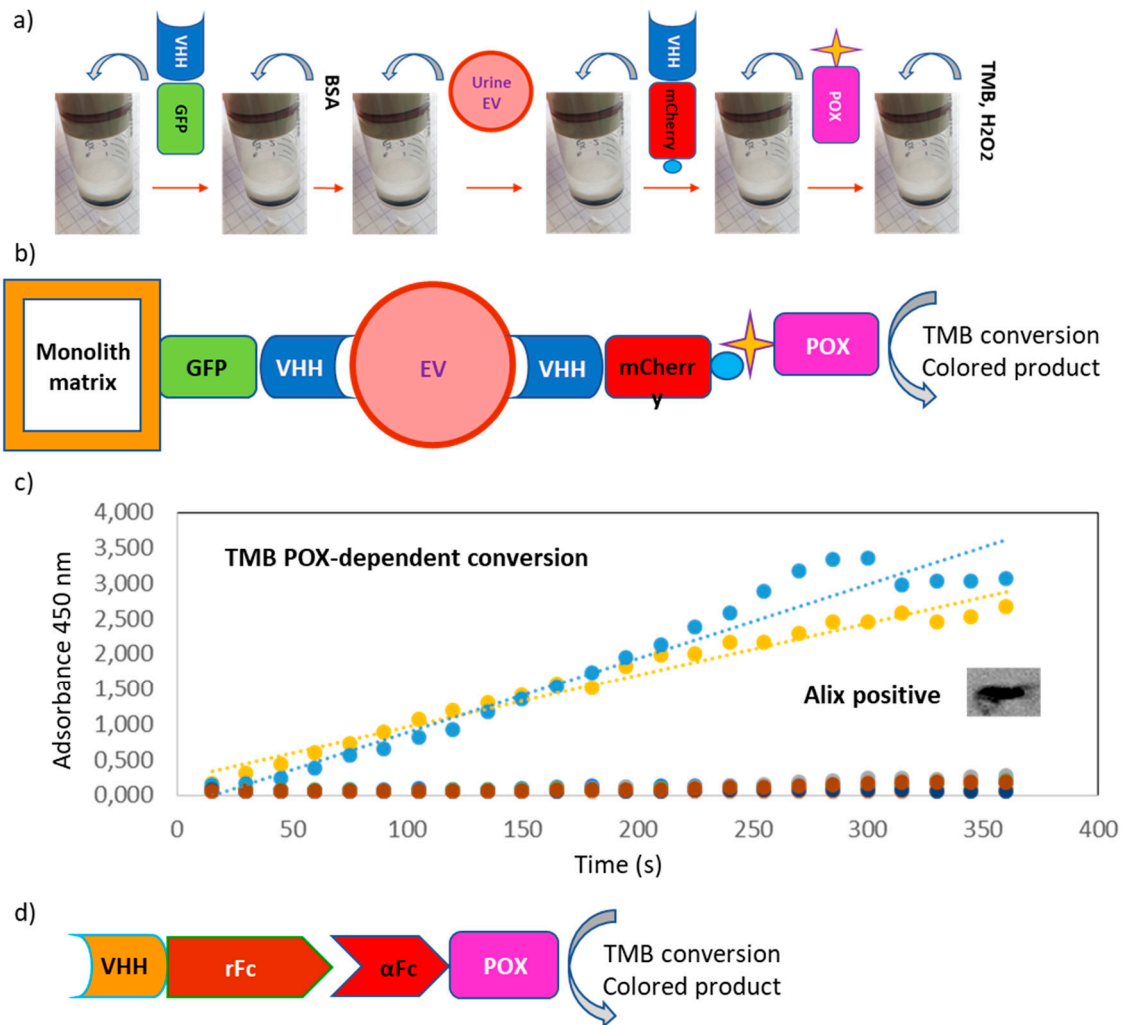 a)
VHH
GFP
BSA
Urine
EV
VHH
mCherry
POX
TMB, H2O2
b)
Monolith
matrix
GFP
VHH
EV
VHH
mCherr
y
POX
TMB conversion
Colored product
c)
4,000
3,500
3,000
2,500
2,000
1,500
1,000
0,500
0,000
Adsorbance 450 nm
TMB POX-dependent conversion
Alix positive
0
50
100
150
200
250
300
350
400
Time (s)
d)
VHH
rFc
αFc
POX
TMB conversion
Colored product